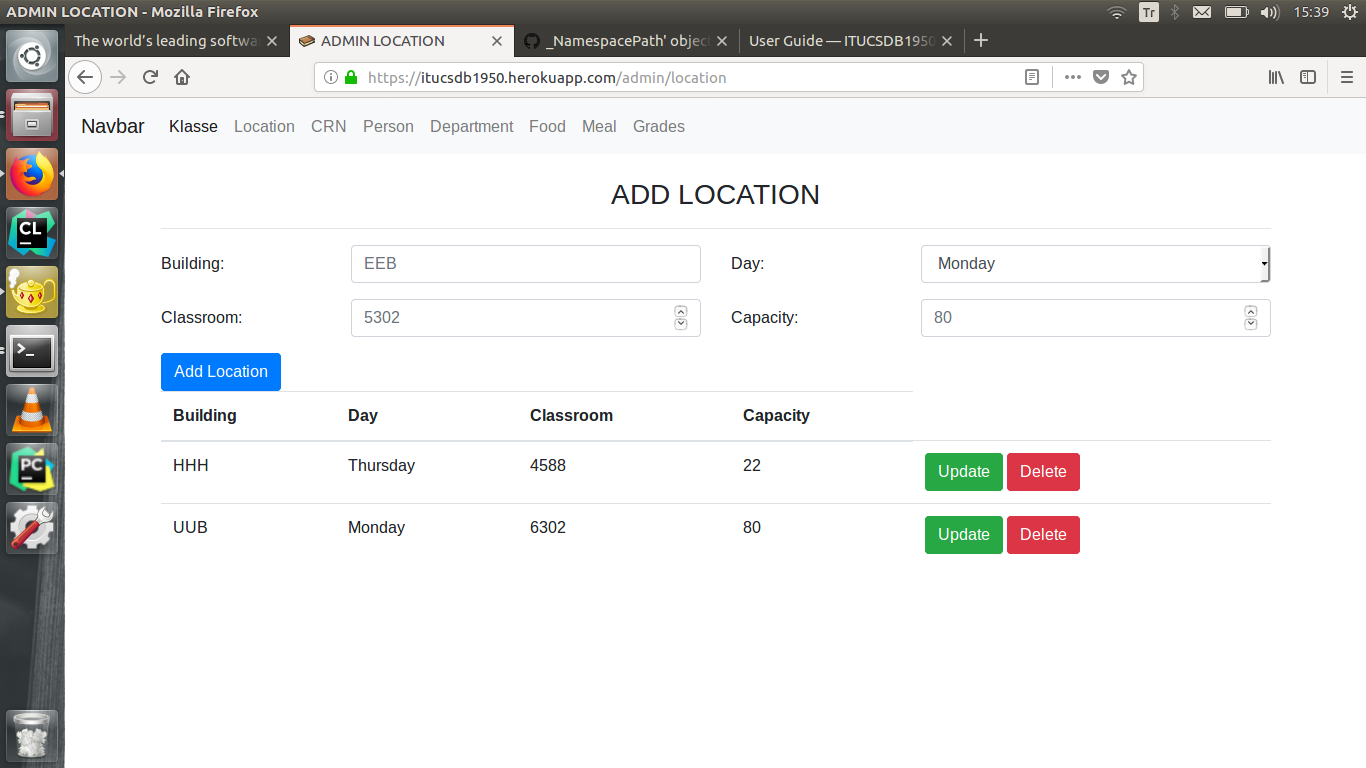 ADMIN LOCATION - Mozilla Firefox Tr 15:39
The world's leading softwa ADMIN LOCATION _NamespacePath' objec User Guide — ITUCSDB1950
https://itucsdb1950.herokuapp.com/admin/location
Navbar Klasse Location CRN Person Department Food Meal Grades
ADD LOCATION
Building: EEB Day: Monday
Classroom: 5302 Capacity: 80
Add Location
Building Day Classroom Capacity
HHH Thursday 4588 22 Update Delete
UUB Monday 6302 80 Update Delete
CL
PC